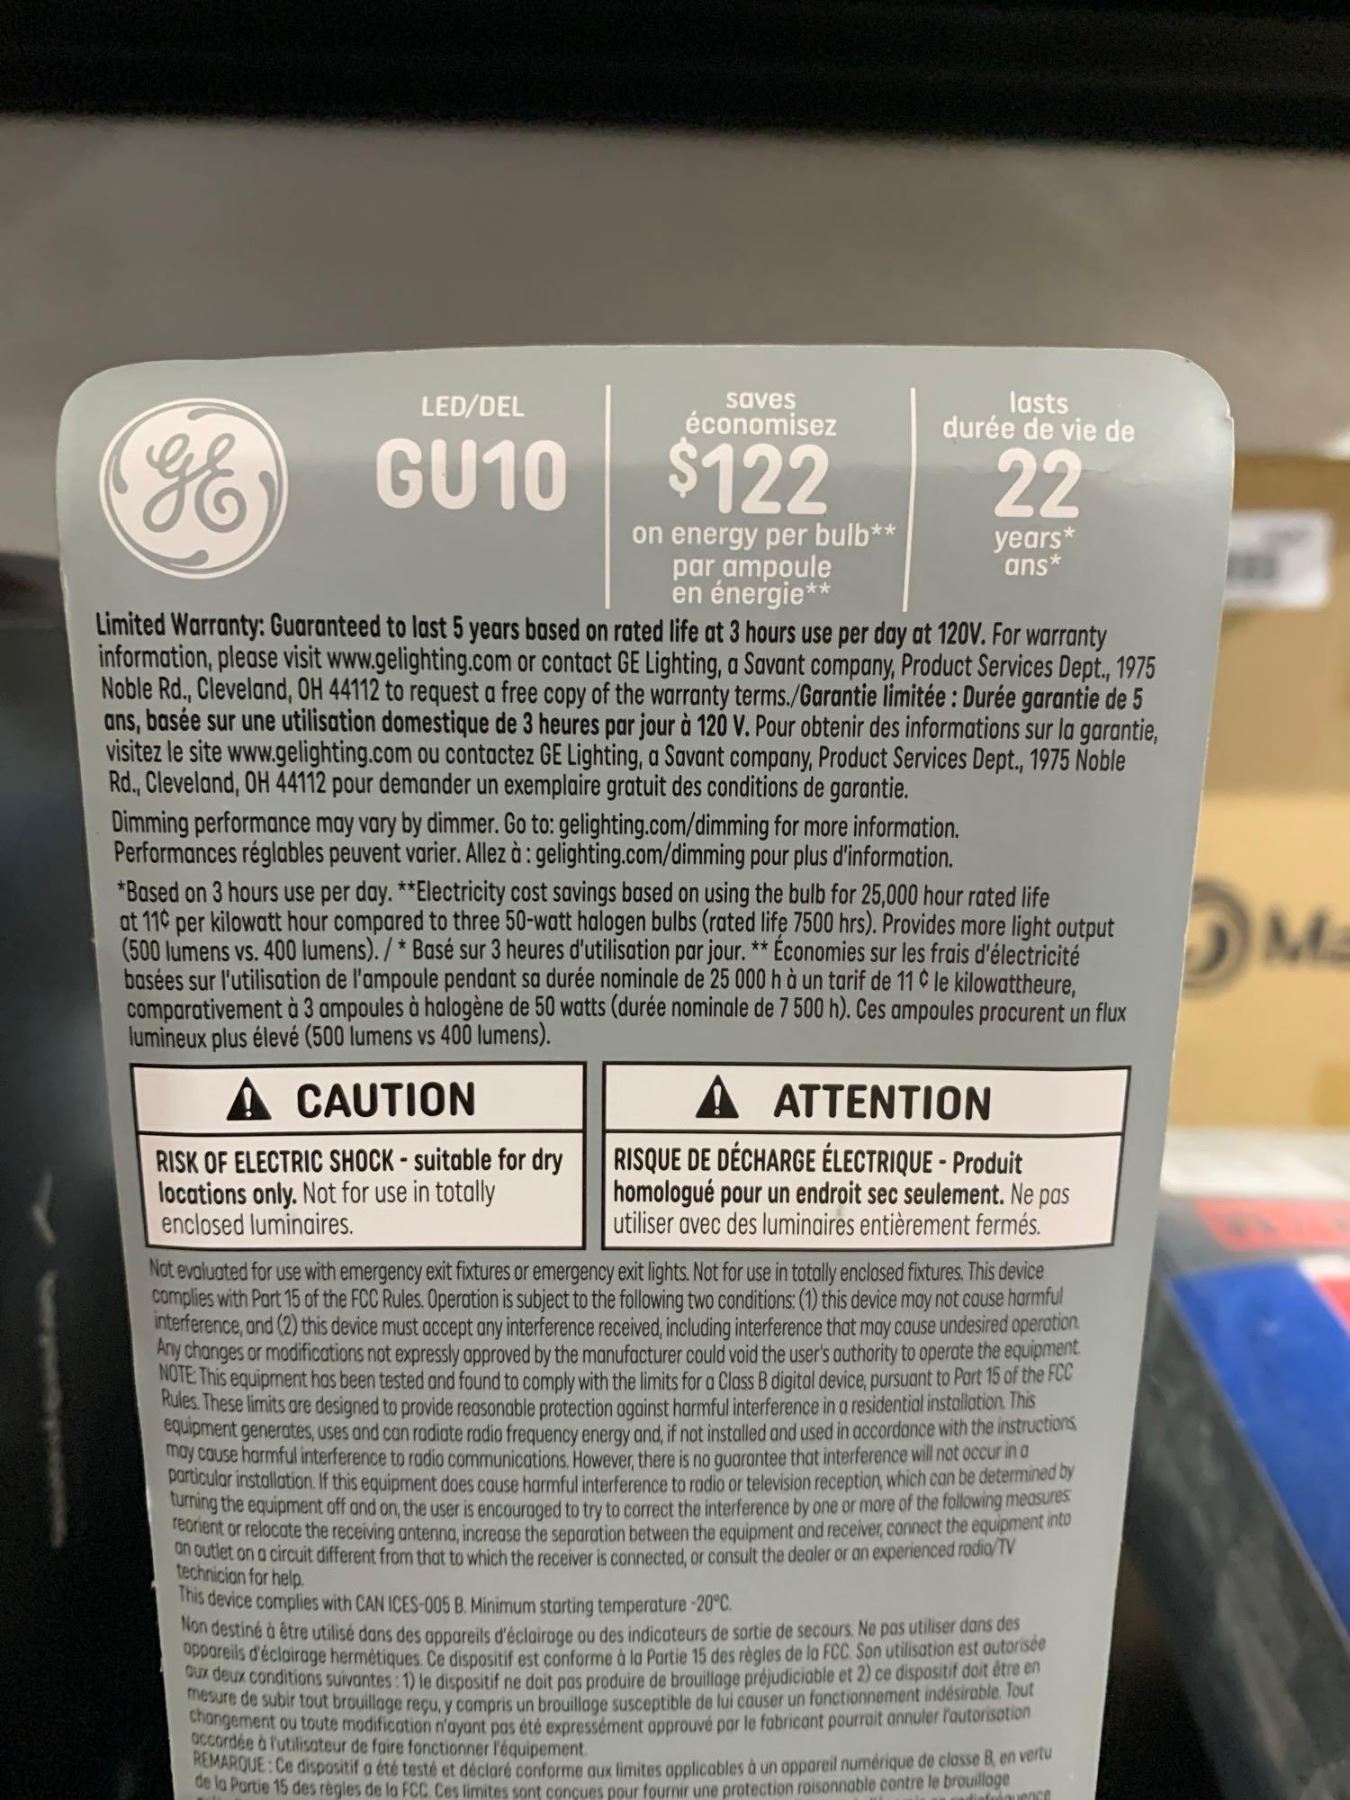 GE
LED/DEL
GU10
saves
économisez
$122
on energy per bulb**
par ampoule
en énergie**
lasts
durée de vie de
22
years*
ans*
Limited Warranty: Guaranteed to last 5 years based on rated life at 3 hours use per day at 120V. For warranty
information, please visit www.gelighting.com or contact GE Lighting, a Savant company, Product Services Dept., 1975
Noble Rd., Cleveland, OH 44112 to request a free copy of the warranty terms./Garantie limitée : Durée garantie de 5
ans, basée sur une utilisation domestique de 3 heures par jour à 120 V. Pour obtenir des informations sur la garantie,
visitez le site www.gelighting.com ou contactez GE Lighting, a Savant company, Product Services Dept., 1975 Noble
Rd., Cleveland, OH 44112 pour demander un exemplaire gratuit des conditions de garantie.
Dimming performance may vary by dimmer. Go to: gelighting.com/dimming for more information.
Performances réglables peuvent varier. Allez à : gelighting.com/dimming pour plus d'information.
*Based on 3 hours use per day. **Electricity cost savings based on using the bulb for 25,000 hour rated life
at 11¢ per kilowatt hour compared to three 50-watt halogen bulbs (rated life 7500 hrs). Provides more light output
(500 lumens vs. 400 lumens). / * Basé sur 3 heures d'utilisation par jour. ** Économies sur les frais d'électricité
basées sur l'utilisation de l'ampoule pendant sa durée nominale de 25 000 h à un tarif de 11 ¢ le kilowattheure,
comparativement à 3 ampoules à halogène de 50 watts (durée nominale de 7 500 h). Ces ampoules procurent un flux
lumineux plus élevé (500 lumens vs 400 lumens).
CAUTION
RISK OF ELECTRIC SHOCK - suitable for dry
locations only. Not for use in totally
enclosed luminaires.
ATTENTION
RISQUE DE DÉCHARGE ÉLECTRIQUE - Produit
homologué pour un endroit sec seulement. Ne pas
utiliser avec des luminaires entièrement fermés.
Not evaluated for use with emergency exit fixtures or emergency exit lights. Not for use in totally enclosed fixtures. This device
complies with Part 15 of the FCC Rules. Operation is subject to the following two conditions: (1) this device may not cause harmful
interference, and (2) this device must accept any interference received, including interference that may cause undesired operation.
Any changes or modifications not expressly approved by the manufacturer could void the user's authority to operate the equipment.
NOTE: This equipment has been tested and found to comply with the limits for a Class B digital device, pursuant to Part 15 of the FCC
Rules. These limits are designed to provide reasonable protection against harmful interference in a residential installation. This
equipment generates, uses and can radiate radio frequency energy and, if not installed and used in accordance with the instructions,
may cause harmful interference to radio communications. However, there is no guarantee that interference will not occur in a
particular installation. If this equipment does cause harmful interference to radio or television reception, which can be determined by
turning the equipment off and on, the user is encouraged to try to correct the interference by one or more of the following measures:
reorient or relocate the receiving antenna, increase the separation between the equipment and receiver, connect the equipment into
an outlet on a circuit different from that to which the receiver is connected, or consult the dealer or an experienced radio/TV
technician for help.
This device complies with CAN ICES-005 B. Minimum starting temperature -20°C.
Non destiné à être utilisé dans des appareils d'éclairage ou des indicateurs de sortie de secours. Ne pas utiliser dans des
appareils d'éclairage hermétiques. Ce dispositif est conforme à la Partie 15 des règles de la FCC. Son utilisation est autorisée
aux deux conditions suivantes : 1) le dispositif ne doit pas produire de brouillage préjudiciable et 2) ce dispositif doit être en
mesure de subir tout brouillage reçu, y compris un brouillage susceptible de lui causer un fonctionnement indésirable. Tout
changement ou toute modification n'ayant pas été expressément approuvé par le fabricant pourrait annuler l'autorisation
accordée à l'utilisateur de faire fonctionner l'équipement.
REMARQUE : Ce dispositif a été testé et déclaré conforme aux limites applicables à un appareil numérique de classe B, en vertu
de la Partie 15 des règles de la FCC. Ces limites sont conçues pour fournir une protection raisonnable contre le brouillage
Ma